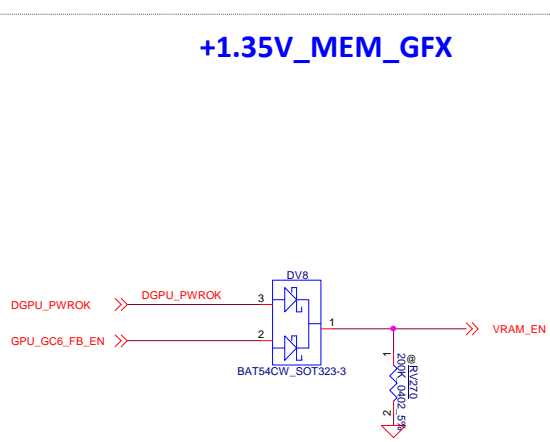 +1.35V_MEM_GFX
DV8
DGPU_PWROK
DGPU_PWROK
3
GPU_GC6_FB_EN
2
1
VRAM_EN
BAT54CW_SOT323-3
1
@RV270
200K_0402_5%
2